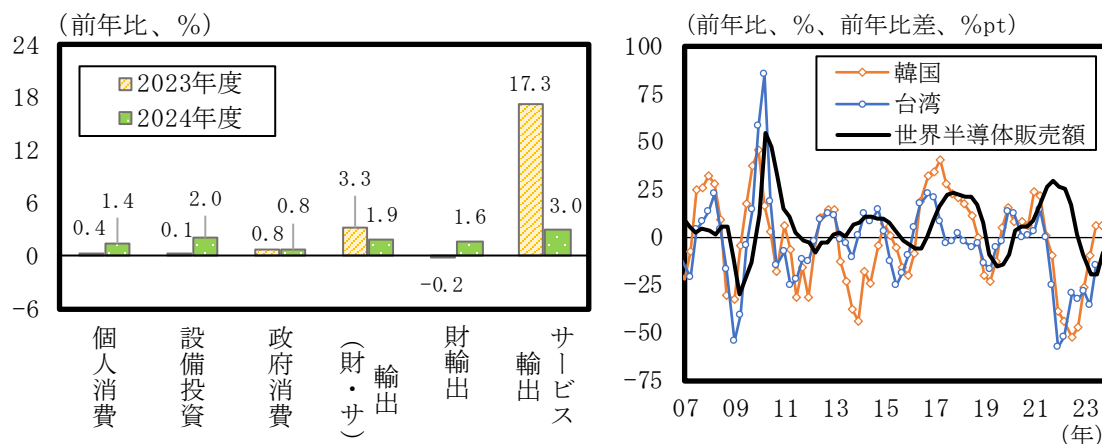 (前年比、%)
24
18
12
6
0
-6
2023年度
2024年度
0.4
1.4
0.1
2.0
0.8
0.8
3.3
1.9
-0.2
1.6
17.3
3.0
個人消費
設備投資
政府消費
輸出
(財・サ)
財輸出
サービス
輸出
(前年比、%、前年比差、%pt)
100
75
50
25
0
-25
-50
-75
韓国
台湾
世界半導体販売額
07 09 11 13 15 17 19 21 23
(年)